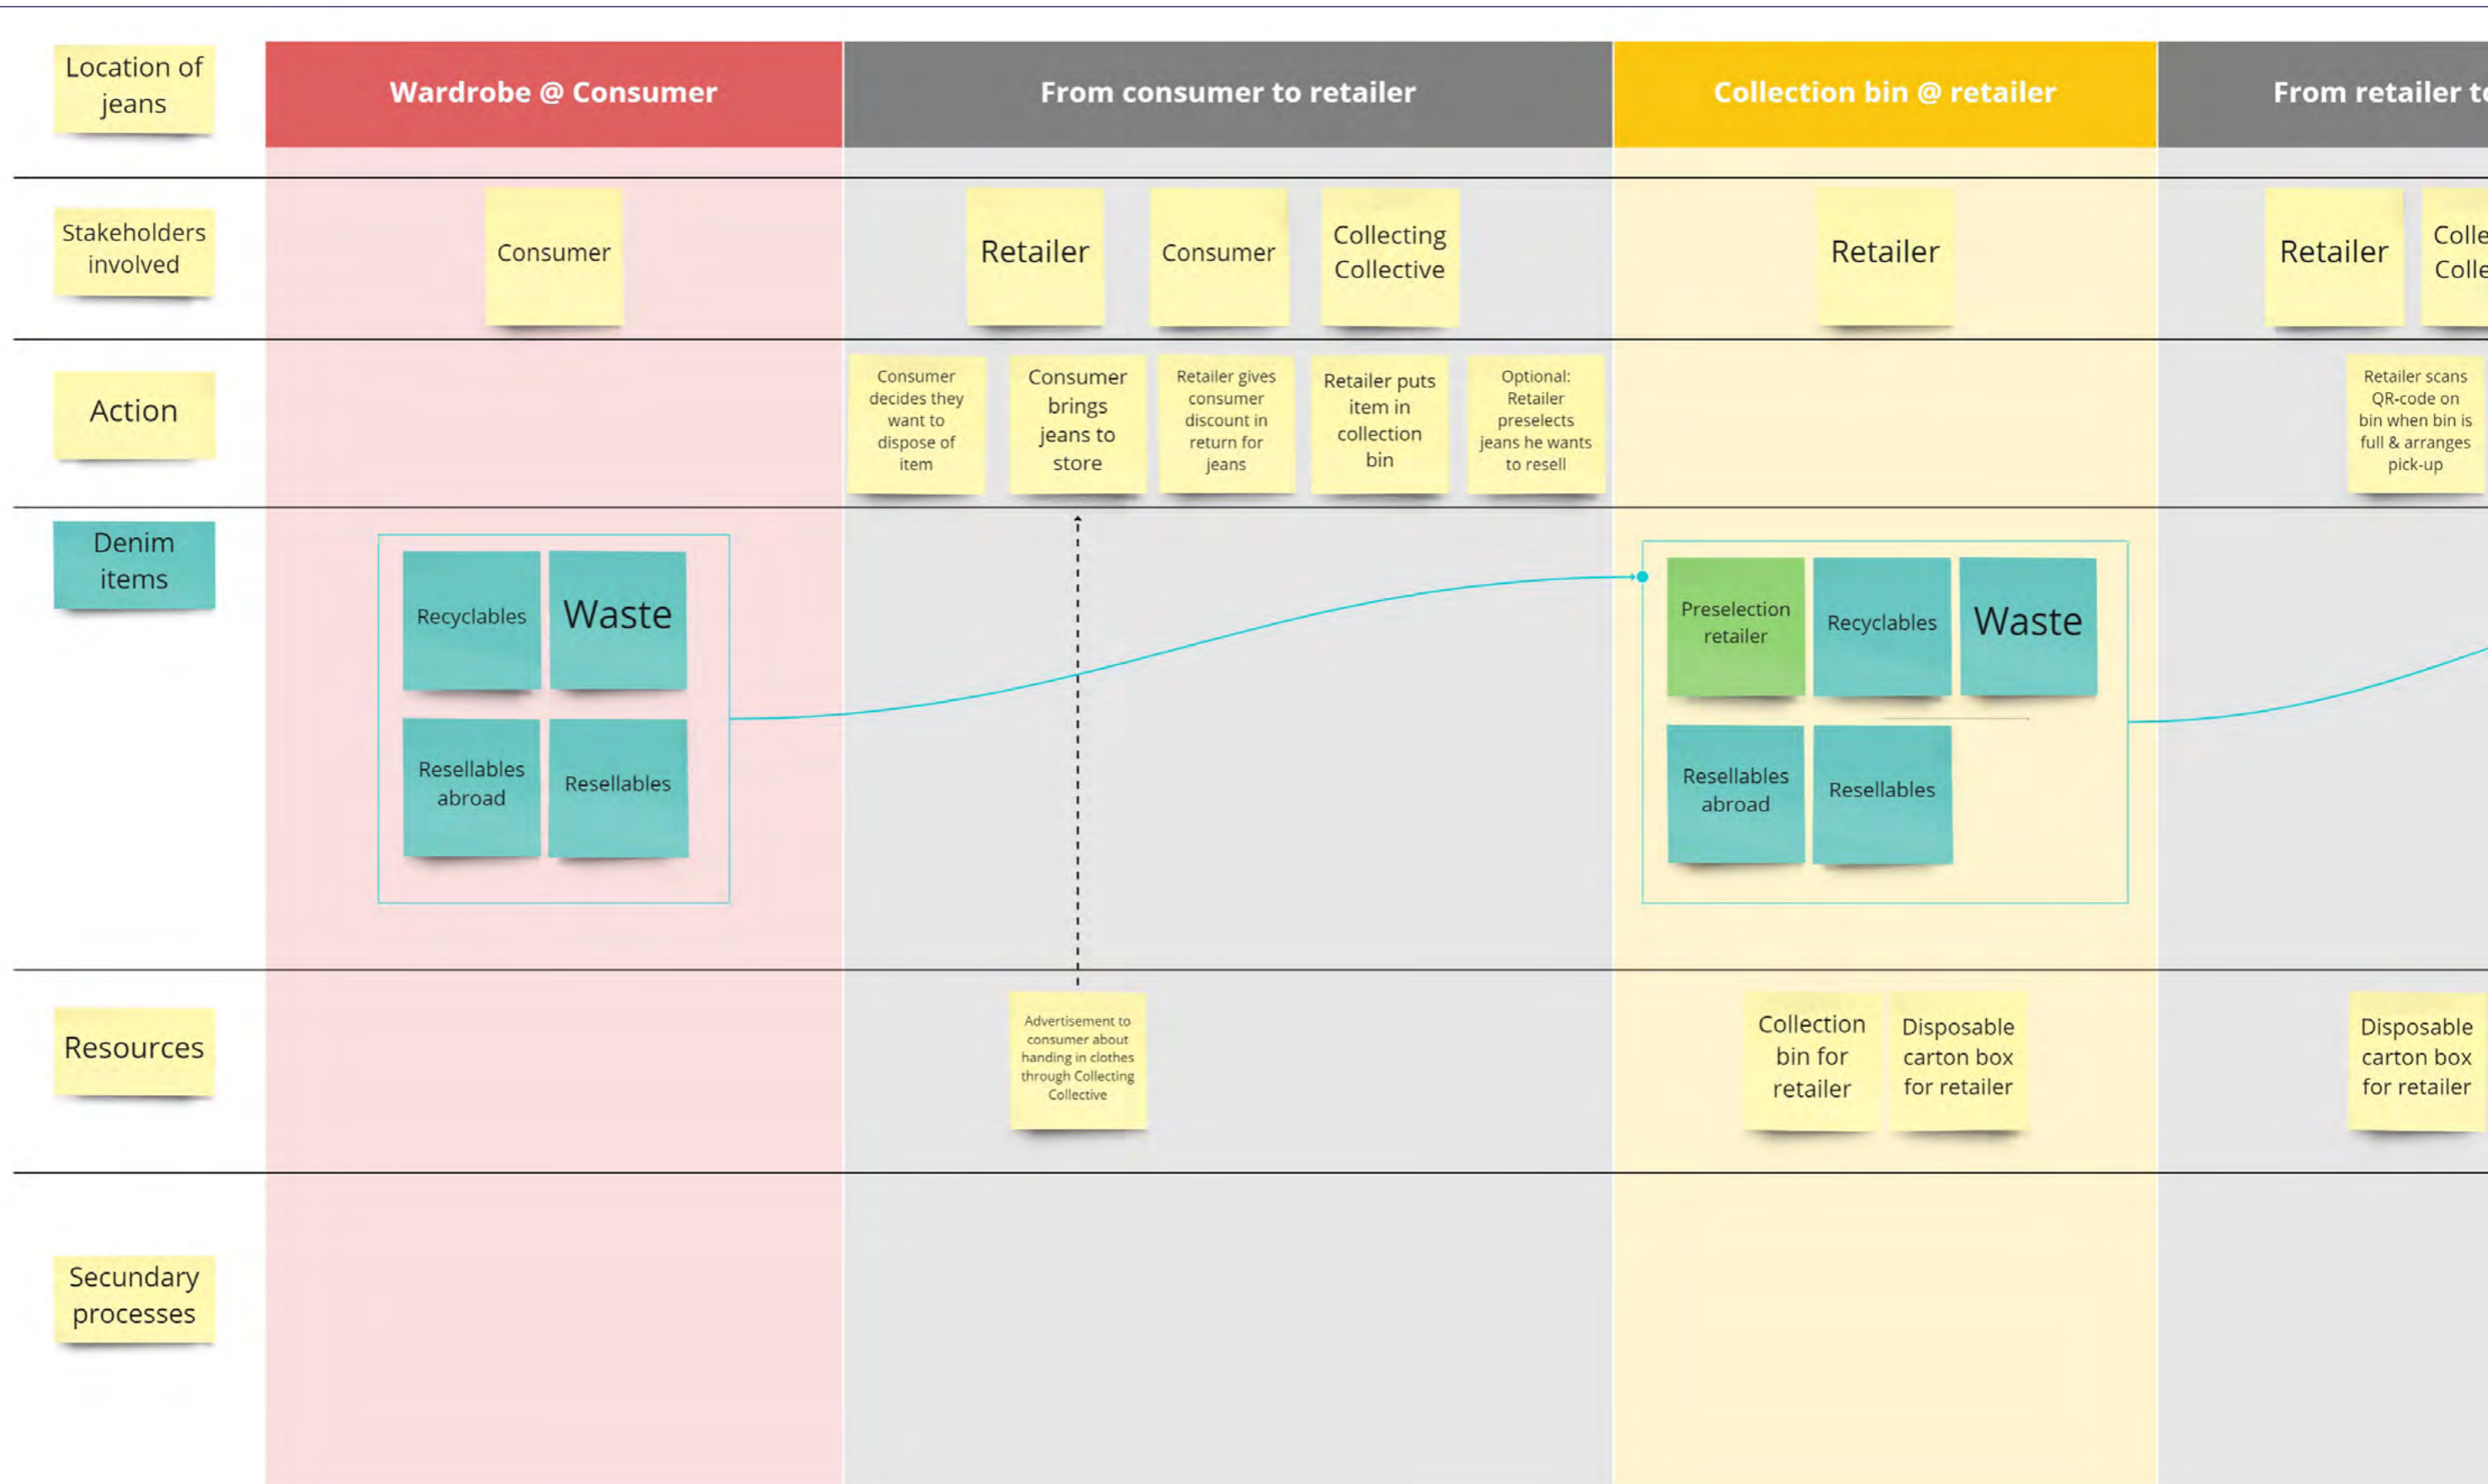 Location of
jeans
Wardrobe @ Consumer
From consumer to retailer
Collection bin @ retailer
From retailer
Stakeholders
involved
Consumer
Retailer
Consumer
Collecting
Collective
Retailer
Retailer
Action
Consumer
decides they
want to
dispose of
item
Consumer
brings
jeans to
store
Retailer gives
consumer
discount in
return for
jeans
Retailer puts
item in
collection
bin
Optional:
Retailer
preselects
jeans he wants
to resell
Retailer scans
QR-code on
bin when bin is
full & arranges
pick-up
Denim
items
Recyclables
Waste
Resellables
abroad
Resellables
Preselection
retailer
Recyclables
Waste
Resellables
abroad
Resellables
Resources
Advertisement to
consumer about
handing in clothes
through Collecting
Collective
Collection
bin for
retailer
Disposable
carton box
for retailer
Disposable
carton box
for retailer
Secundary
processes